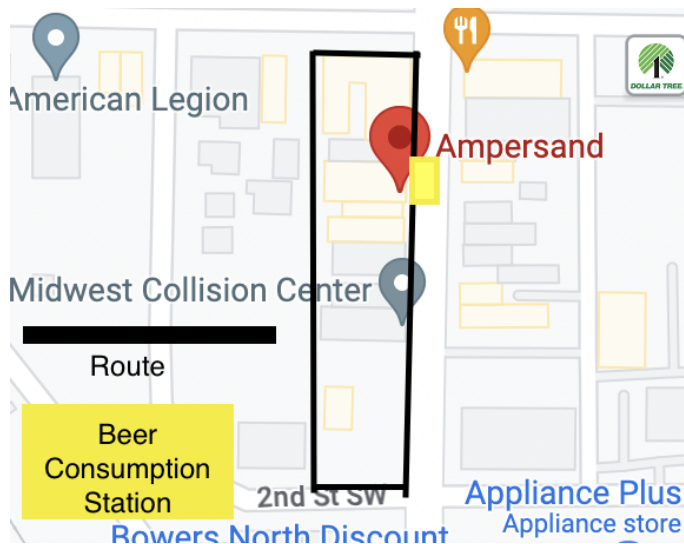 DOLLAR TREE
American Legion
Ampersand
Midwest Collision Center
Route
Beer
Consumption
Station
2nd St SW
Appliance Plus
Appliance store
Bowers North Discount